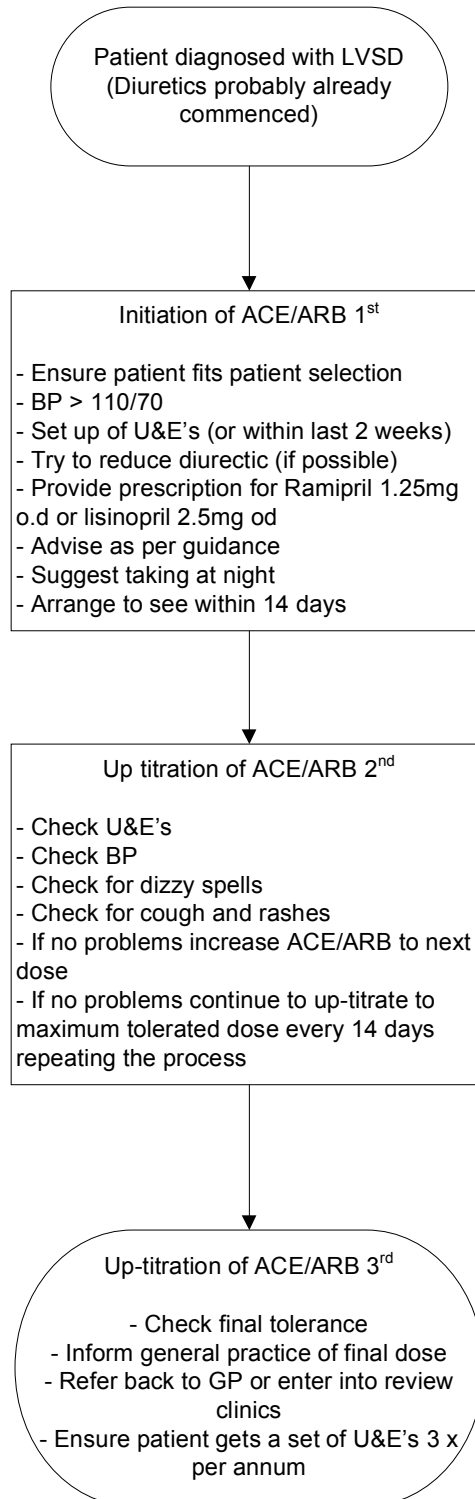 Patient diagnosed with LVSD
(Diuretics probably already
commenced)
Initiation of ACE/ARB 1st
- Ensure patient fits patient selection
- BP > 110/70
- Set up of U&E's (or within last 2 weeks)
- Try to reduce diurectic (if possible)
- Provide prescription for Ramipril 1.25mg
o.d or lisinopril 2.5mg od
- Advise as per guidance
- Suggest taking at night
- Arrange to see within 14 days
Up titration of ACE/ARB 2nd
- Check U&E's
- Check BP
- Check for dizzy spells
- Check for cough and rashes
- If no problems increase ACE/ARB to next
dose
- If no problems continue to up-titrate to
maximum tolerated dose every 14 days
repeating the process
Up-titration of ACE/ARB 3rd
- Check final tolerance
- Inform general practice of final dose
- Refer back to GP or enter into review
clinics
- Ensure patient gets a set of U&E's 3 x
per annum